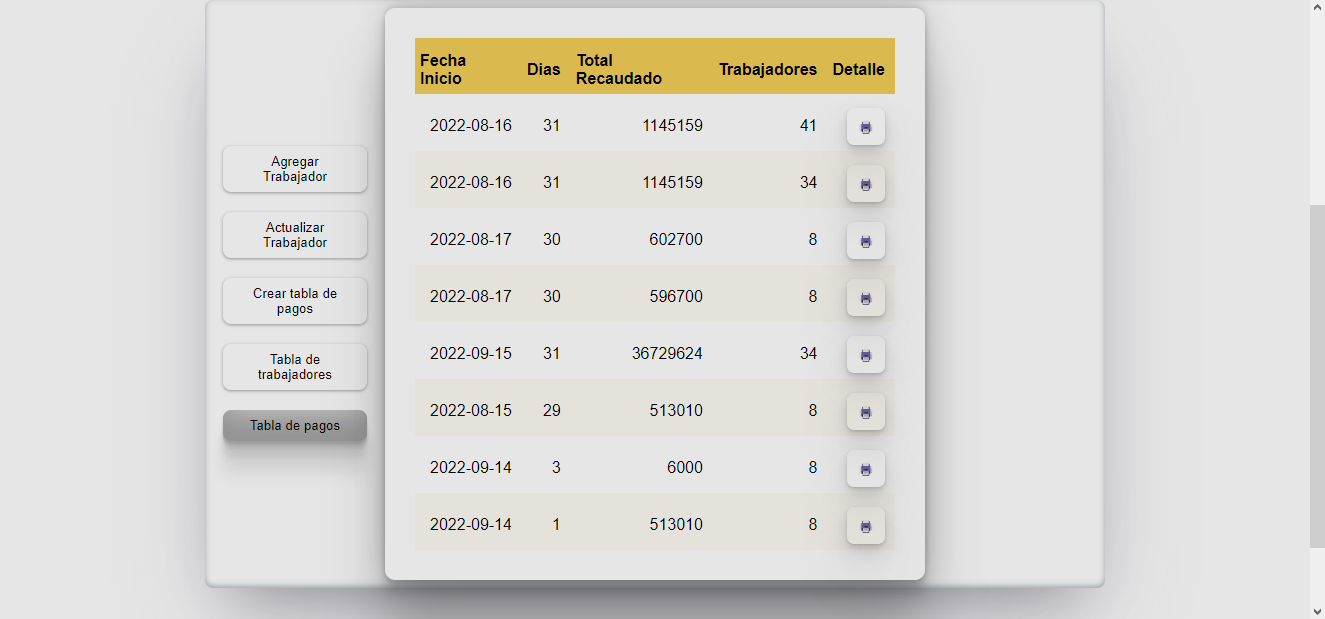 Agregar
Trabajador
Actualizar
Trabajador
Crear tabla de
pagos
Tabla de
trabajadores
Tabla de pagos
Fecha Inicio Dias Total Recaudado Trabajadores Detalle
2022-08-16 31 1145159 41
2022-08-16 31 1145159 34
2022-08-17 30 602700 8
2022-08-17 30 596700 8
2022-09-15 31 36729624 34
2022-08-15 29 513010 8
2022-09-14 3 6000 8
2022-09-14 1 513010 8